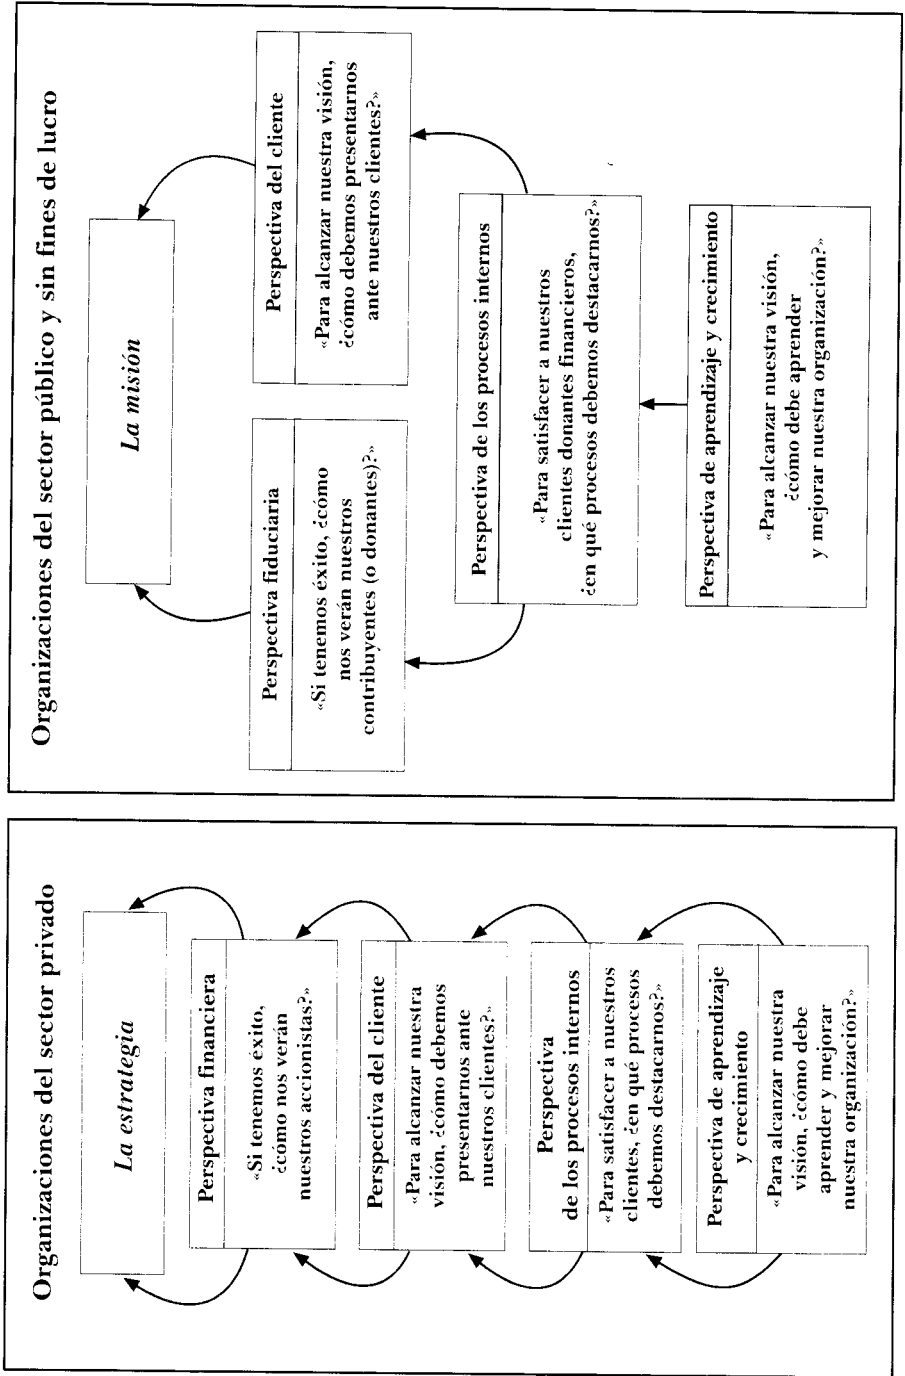 Organizaciones del sector privado
La estrategia
Perspectiva financiera
«Si tenemos éxito,
¿cómo nos verán
nuestros accionistas?»
Perspectiva del cliente
«Para alcanzar nuestra
visión, ¿cómo debemos
presentarnos ante
nuestros clientes?»
Perspectiva
de los procesos internos
«Para satisfacer a nuestros
clientes, ¿en qué procesos
debemos destacarnos?»
Perspectiva de aprendizaje
y crecimiento
«Para alcanzar nuestra
visión, ¿cómo debe
aprender y mejorar
nuestra organización?»
Organizaciones del sector público y sin fines de lucro
La misión
Perspectiva fiduciaria
«Si tenemos éxito, ¿cómo
nos verán nuestros
contribuyentes (o donantes)?»
Perspectiva del cliente
«Para alcanzar nuestra visión,
¿cómo debemos presentarnos
ante nuestros clientes?»
Perspectiva de los procesos internos
«Para satisfacer a nuestros
clientes donantes financieros,
¿en qué procesos debemos destacarnos?»
Perspectiva de aprendizaje y crecimiento
«Para alcanzar nuestra visión,
¿cómo debe aprender
y mejorar nuestra organización?»